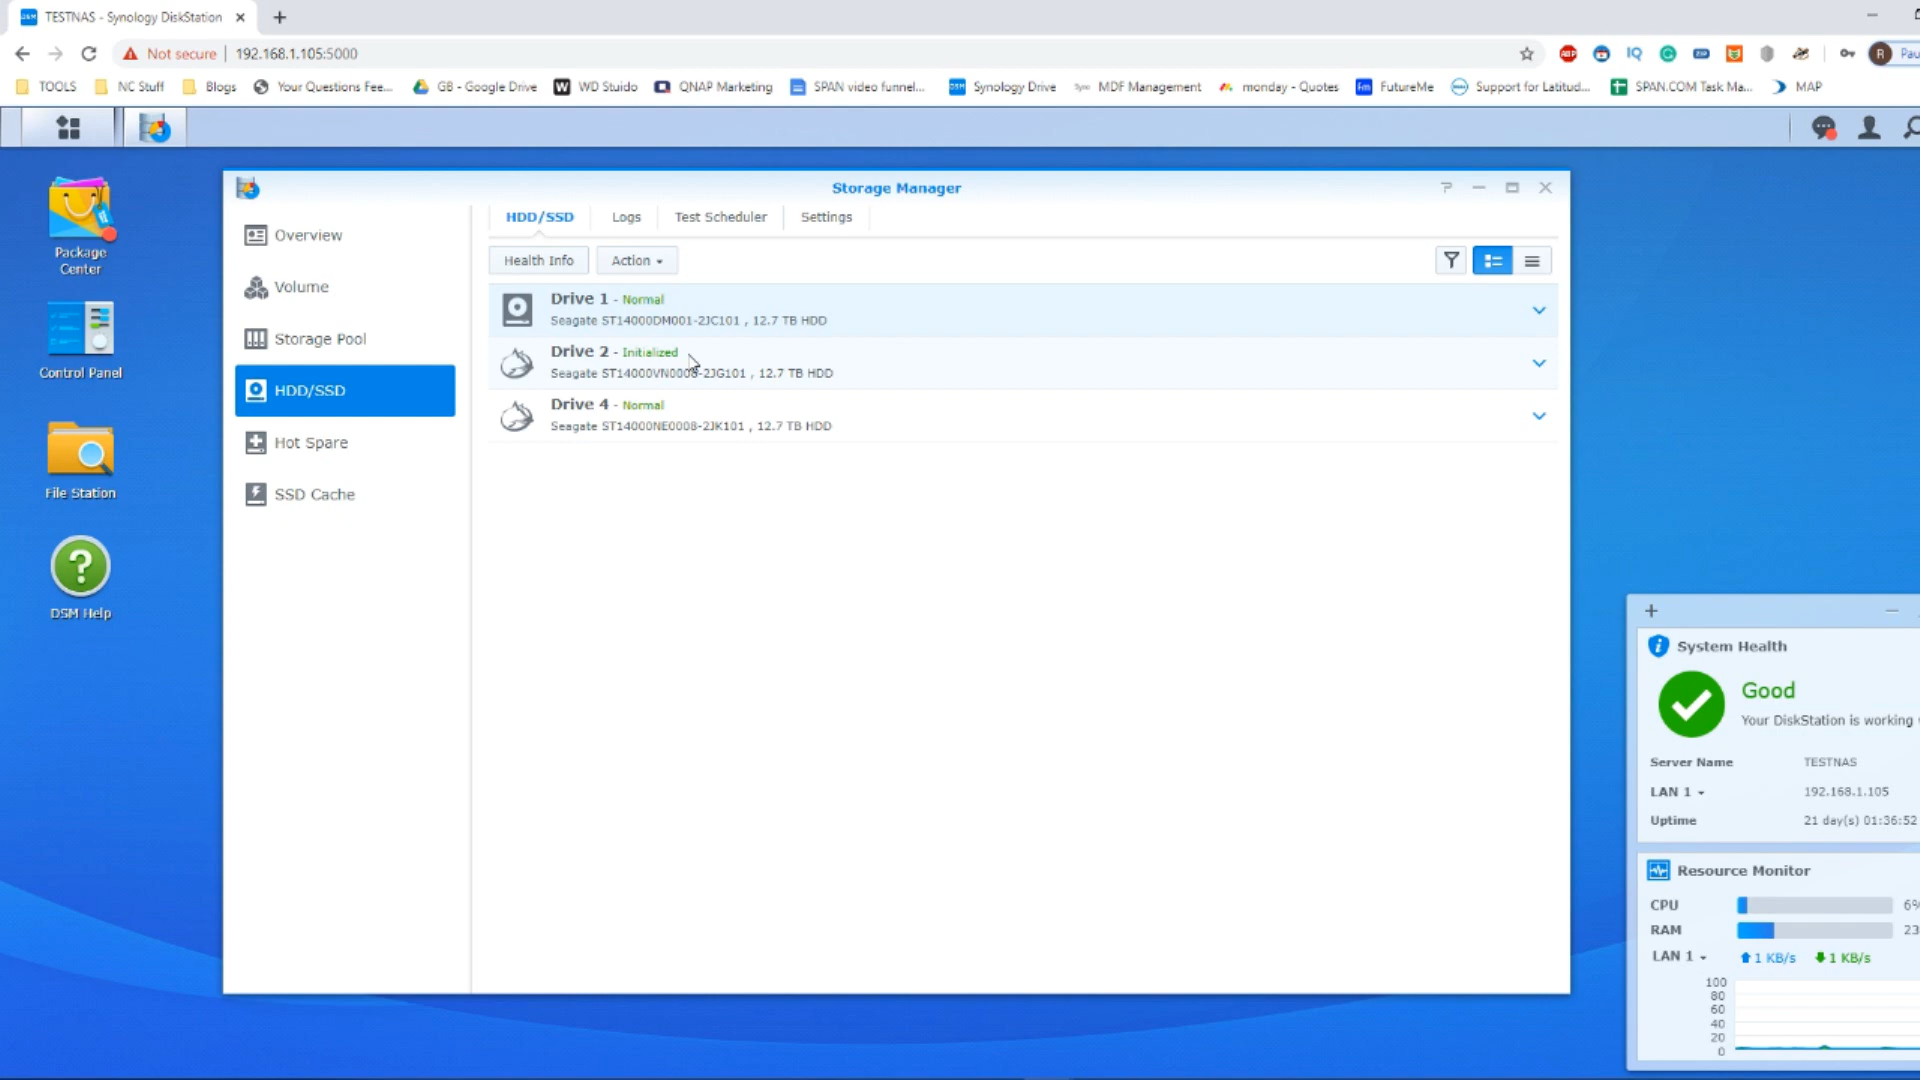 TESTNAS - Synology DiskStation
Not secure | 192.168.1.105:5000
ABP
IQ
R
TOOLS
NC Stuff
Blogs
Your Questions Fee...
GB - Google Drive
W
WD Stuido
QNAP Marketing
SPAN video funnel...
DSM
Synology Drive
MDF Management
monday - Quotes
Fm
FutureMe
Support for Latitud...
SPAN.COM Task Ma...
MAP
Package
Center
Control Panel
File Station
DSM Help
Storage Manager
Overview
Volume
Storage Pool
HDD/SSD
Hot Spare
SSD Cache
HDD/SSD
Logs
Test Scheduler
Settings
Health Info
Action
Drive 1 - Normal
Seagate ST14000DM001-2JC101 , 12.7 TB HDD
Drive 2 - Initialized
Seagate ST14000VN0008-2JG101 , 12.7 TB HDD
Drive 4 - Normal
Seagate ST14000NE0008-2JK101 , 12.7 TB HDD
System Health
Good
Your DiskStation is working
Server Name TESTNAS
LAN 1 192.168.1.105
Uptime 21 day(s) 01:36:52
Resource Monitor
CPU 6%
RAM 23
LAN 1 1 KB/s 1 KB/s
100
80
60
40
20
0